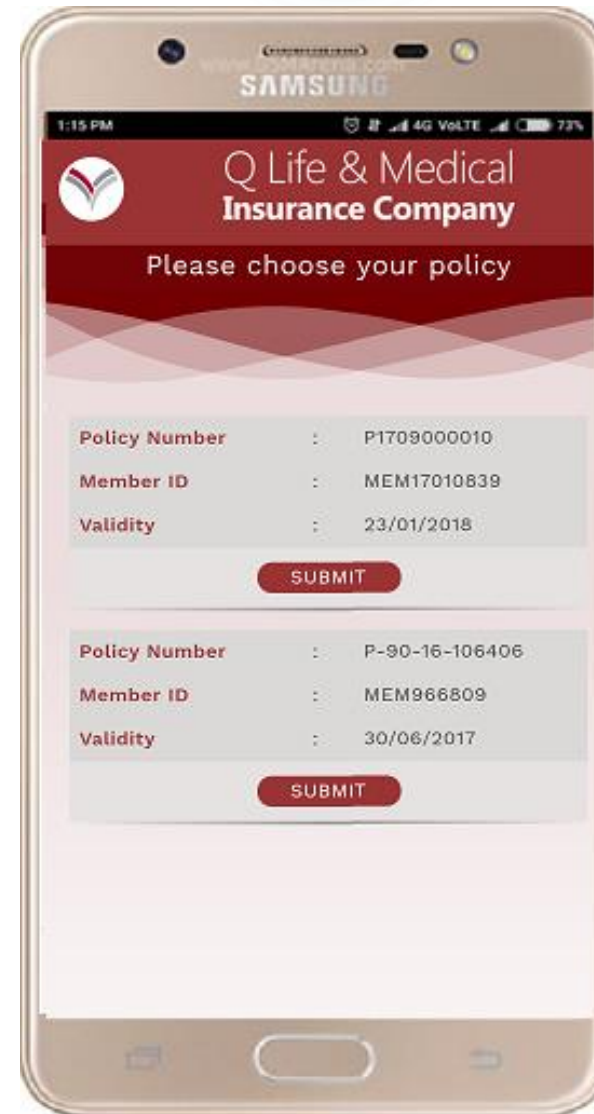 SAMSUNG
1:15 PM 4G VoLTE 73%
Q Life & Medical
Insurance Company
Please choose your policy
Policy Number : P1709000010
Member ID : MEM17010839
Validity : 23/01/2018
SUBMIT
Policy Number : P-90-16-106406
Member ID : MEM966809
Validity : 30/06/2017
SUBMIT